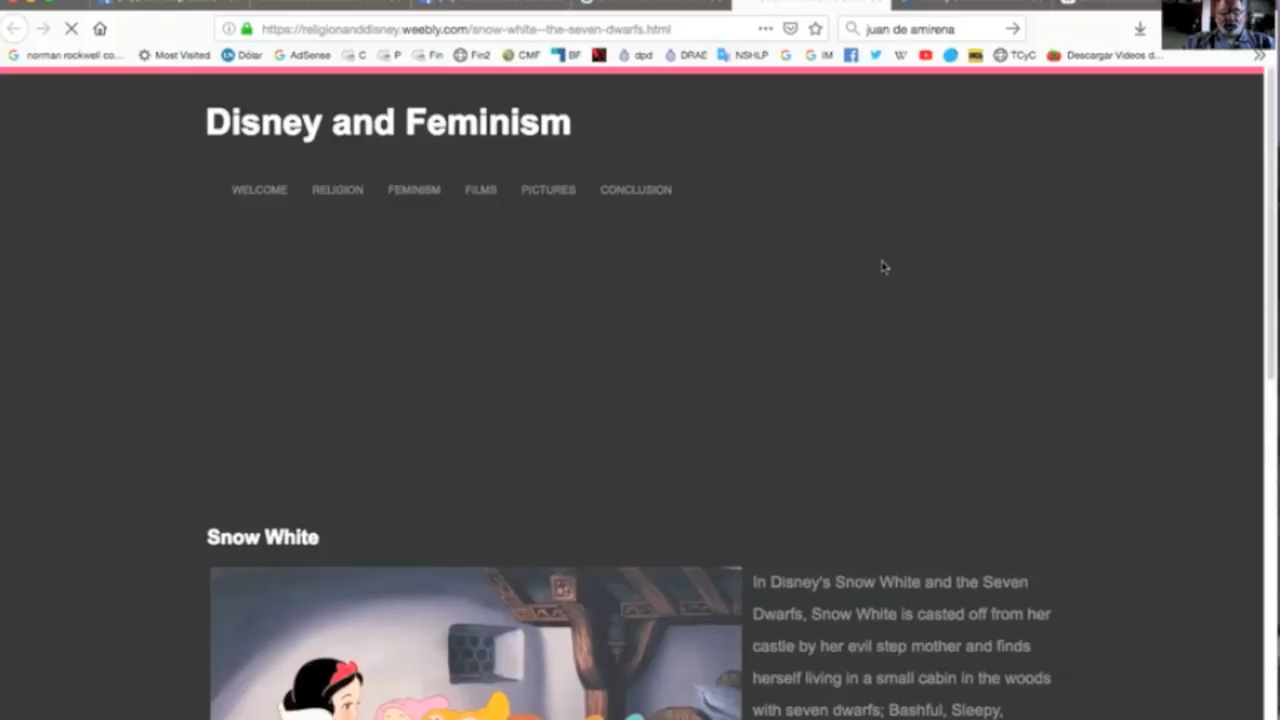 https://religionanddisney.weebly.com/snow-white--the-seven-dwarfs.html
juan de amirena
norman rockwell co... Most Visited Dólar AdSense C P Fin Fin2 CMF BF dpd DRAE NSHLP G IM TCyC Descargar Videos d...
Disney and Feminism
WELCOME RELIGION FEMINISM FILMS PICTURES CONCLUSION
Snow White
In Disney's Snow White and the Seven
Dwarfs, Snow White is casted off from her
castle by her evil step mother and finds
herself living in a small cabin in the woods
with seven dwarfs; Bashful, Sleepy,